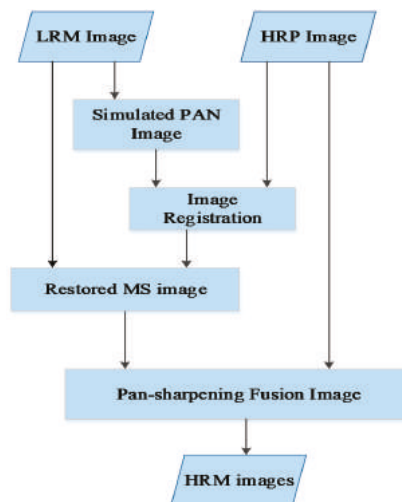 LRM Image
HRP Image
Simulated PAN
Image
Image
Registration
Restored MS image
Pan-sharpening Fusion Image
HRM images